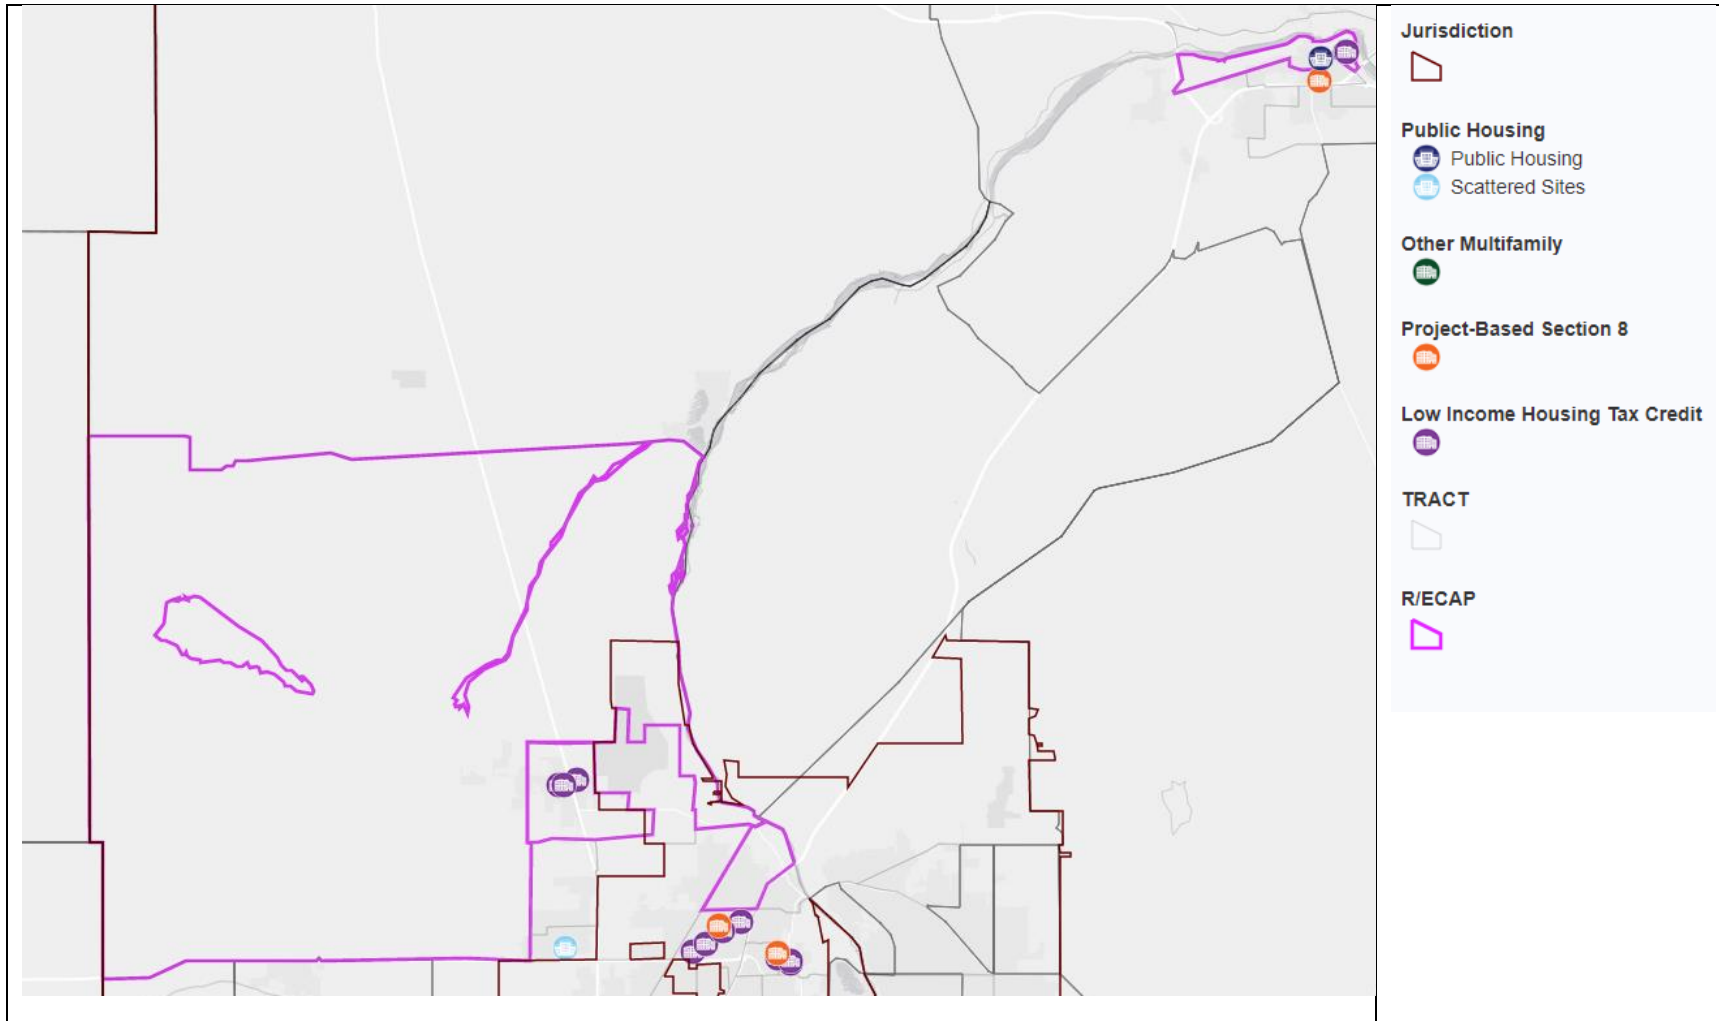 Jurisdiction
Public Housing
Public Housing
Scattered Sites
Other Multifamily
Project-Based Section 8
Low Income Housing Tax Credit
TRACT
R/ECAP